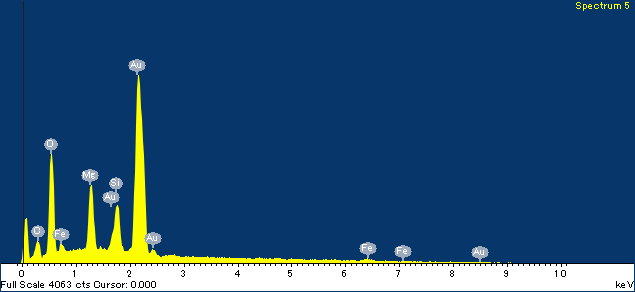 Spectrum 5
Au
O
Mg
Si
Au
O
Fe
Au
Fe
Fe
Au
0 1 2 3 4 5 6 7 8 9 10
Full Scale 4063 cts Cursor: 0.000 keV